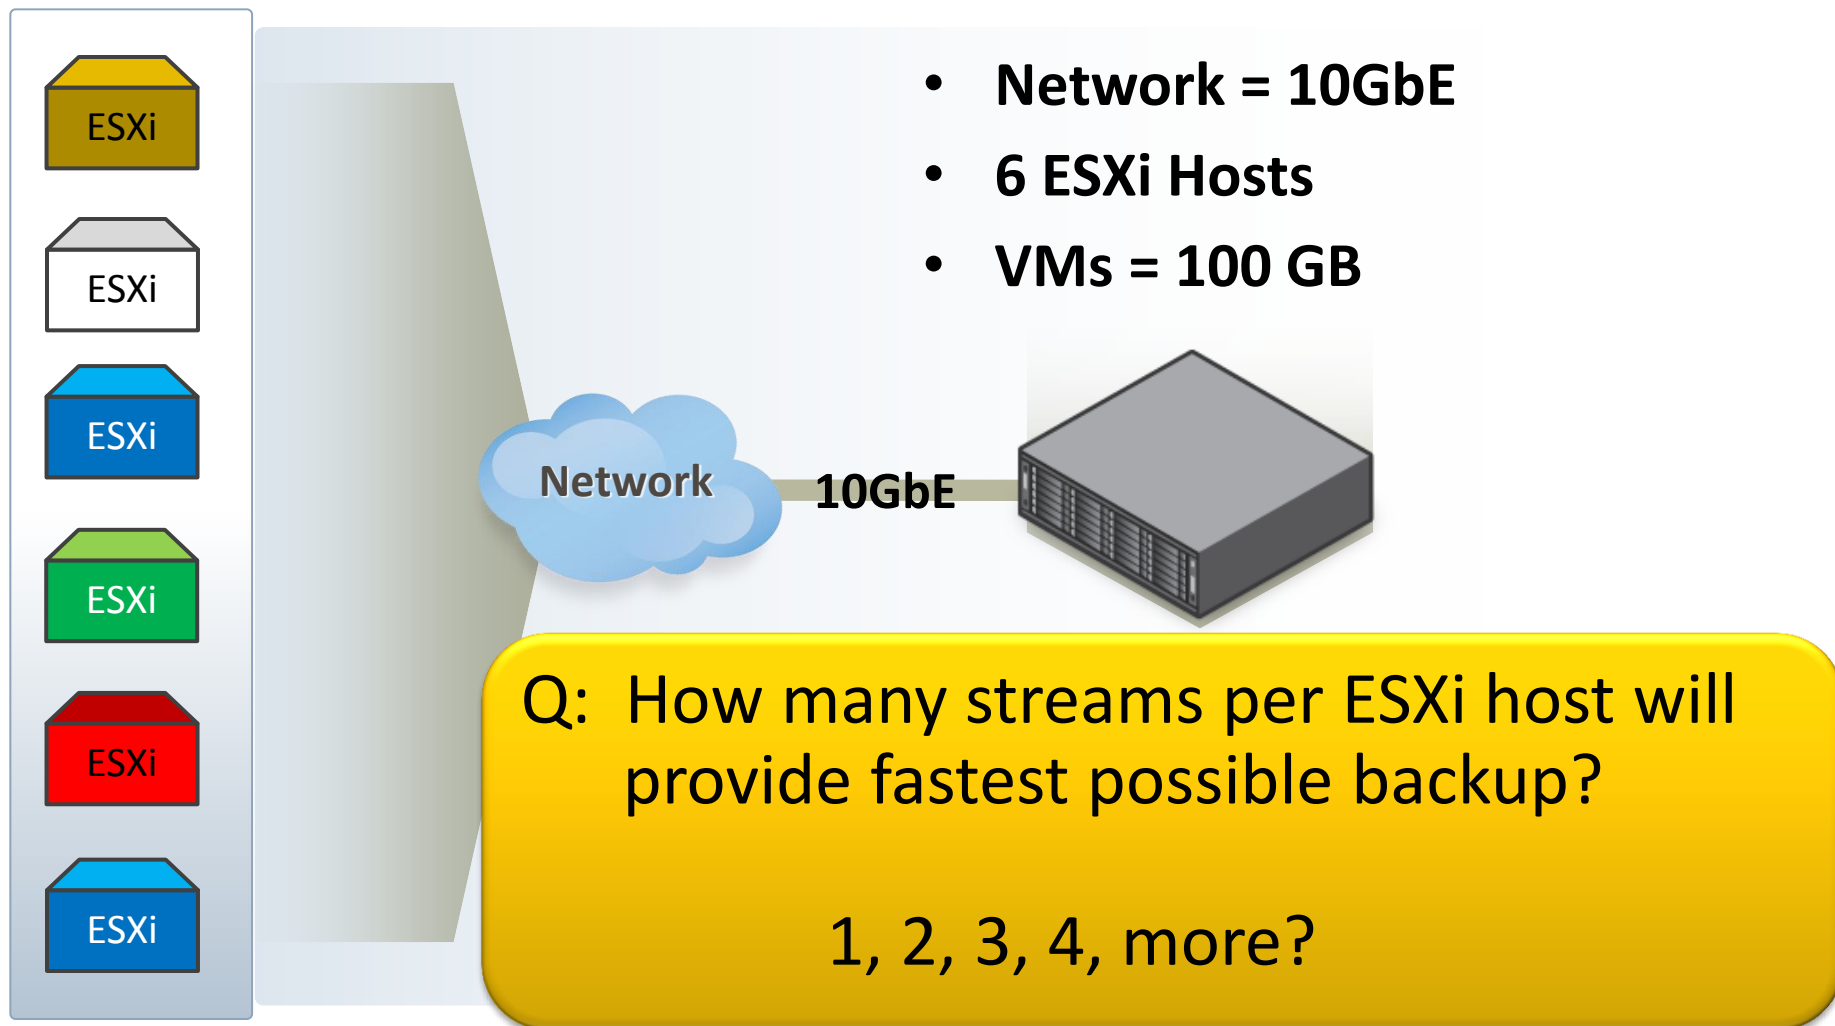 ESXi
ESXi
ESXi
ESXi
ESXi
ESXi
• Network = 10GbE
• 6 ESXi Hosts
• VMs = 100 GB
Network
10GbE
Q: How many streams per ESXi host will
provide fastest possible backup?
1, 2, 3, 4, more?